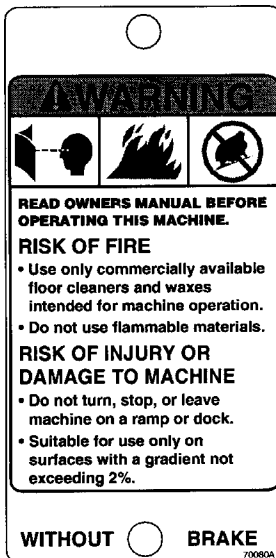 WARNING
READ OWNERS MANUAL BEFORE
OPERATING THIS MACHINE.
RISK OF FIRE
• Use only commercially available
floor cleaners and waxes
intended for machine operation.
• Do not use flammable materials.
RISK OF INJURY OR
DAMAGE TO MACHINE
• Do not turn, stop, or leave
machine on a ramp or dock.
• Suitable for use only on
surfaces with a gradient not
exceeding 2%.
WITHOUT BRAKE
70080A